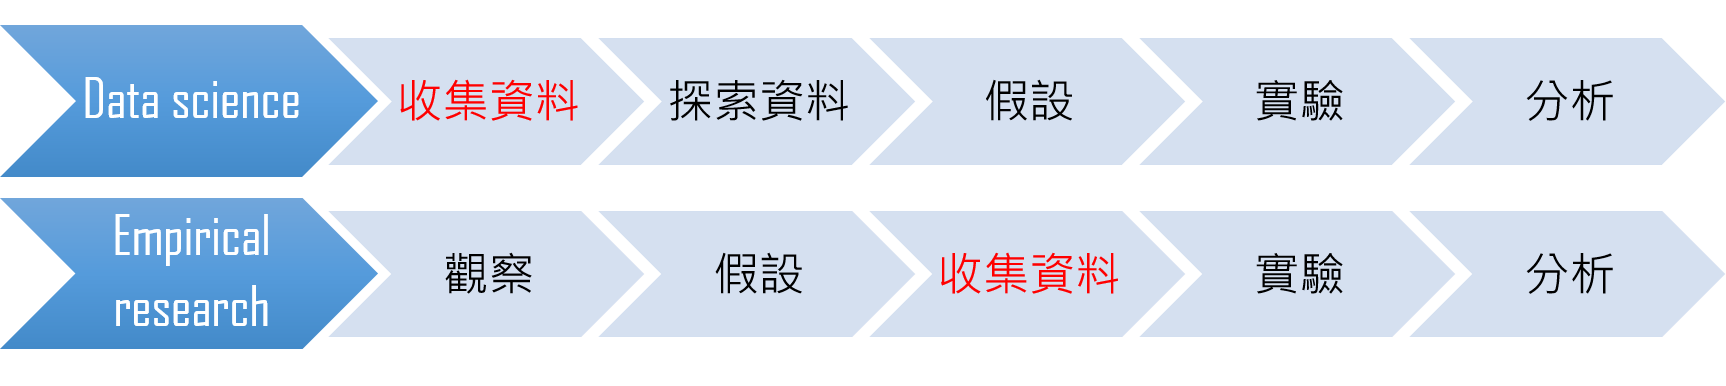 Data science
收集資料
探索資料
假設
實驗
分析
Empirical
research
觀察
假設
收集資料
實驗
分析